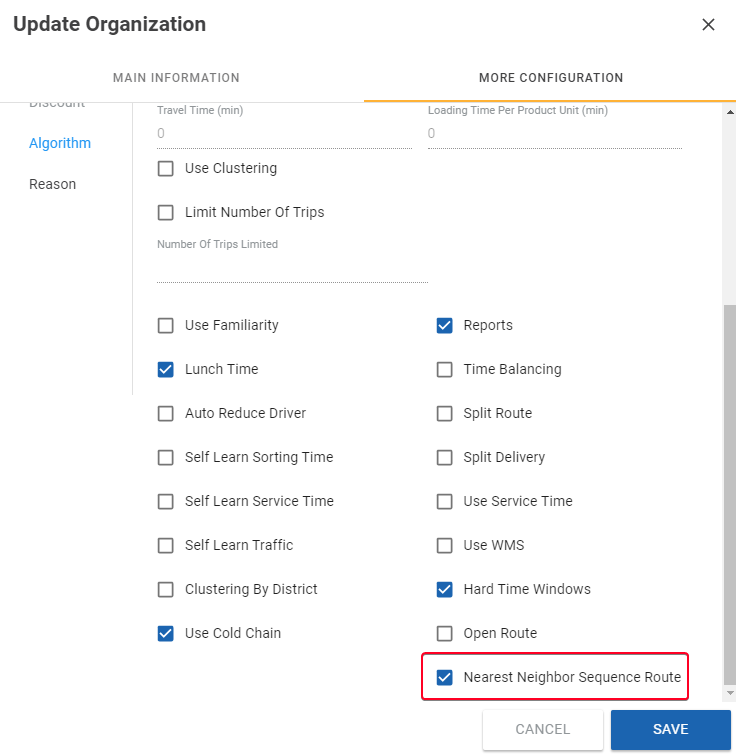 Update Organization
MAIN INFORMATION
MORE CONFIGURATION
Discount
Algorithm
Reason
Travel Time (min)
Loading Time Per Product Unit (min)
0
0
Use Clustering
Limit Number Of Trips
Number Of Trips Limited
Use Familiarity
Reports
Lunch Time
Time Balancing
Auto Reduce Driver
Split Route
Self Learn Sorting Time
Split Delivery
Self Learn Service Time
Use Service Time
Self Learn Traffic
Use WMS
Clustering By District
Hard Time Windows
Use Cold Chain
Open Route
Nearest Neighbor Sequence Route
CANCEL
SAVE